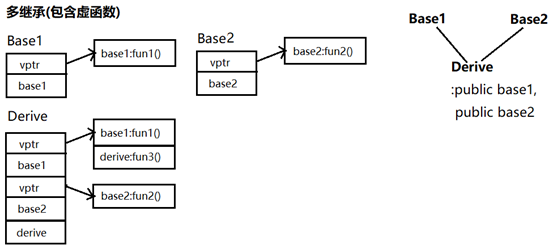 多继承(包含虚函数)
Base1
vptr
base1
base1:fun1()
Base2
vptr
base2
base2:fun2()
Base1
Base2
Derive
:public base1,
public base2
Derive
vptr
base1
vptr
base2
derive
base1:fun1()
derive:fun3()
base2:fun2()